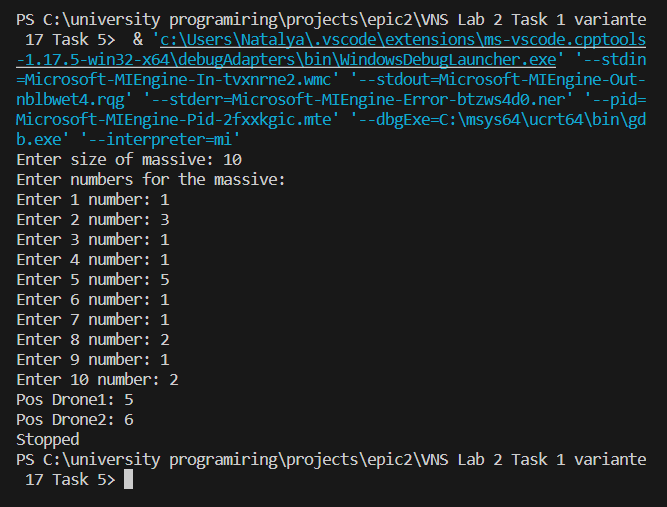 PS C:\university programiring\projects\epic2\VNS Lab 2 Task 1 variante
 17 Task 5>  & 'c:\Users\Natalya\.vscode\extensions\ms-vscode.cpptools
-1.17.5-win32-x64\debugAdapters\bin\WindowsDebugLauncher.exe' '--stdin
=Microsoft-MIEngine-In-tvxnrne2.wmc' '--stdout=Microsoft-MIEngine-Out-
nblbwet4.rqg' '--stderr=Microsoft-MIEngine-Error-btzws4d0.ner' '--pid=
Microsoft-MIEngine-Pid-2fxxkgic.mte' '--dbgExe=C:\msys64\ucrt64\bin\gd
b.exe' '--interpreter=mi'
Enter size of massive: 10
Enter numbers for the massive:
Enter 1 number: 1
Enter 2 number: 3
Enter 3 number: 1
Enter 4 number: 1
Enter 5 number: 5
Enter 6 number: 1
Enter 7 number: 1
Enter 8 number: 2
Enter 9 number: 1
Enter 10 number: 2
Pos Drone1: 5
Pos Drone2: 6
Stopped
PS C:\university programiring\projects\epic2\VNS Lab 2 Task 1 variante
 17 Task 5>